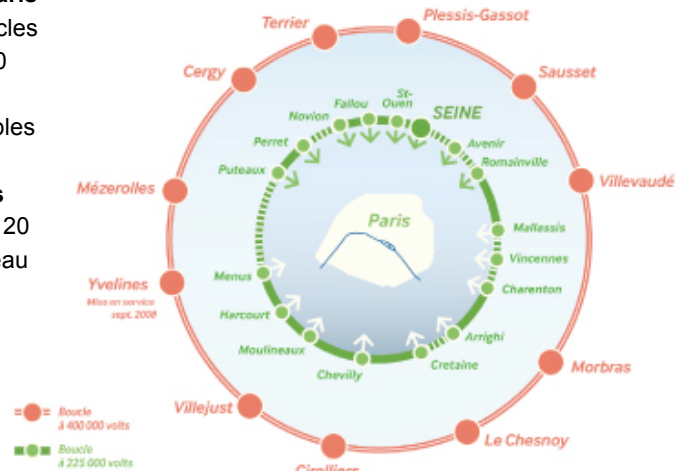 cles
20
eau
Terrier
Plessis-Gassot
Cergy
Sausset
Mézerolles
Villevaudé
Yvelines
Mise en service
sept. 2008
Morbras
Villejust
Le Chesnoy
St-
Ouen
SEINE
Fallou
Novion
Avenir
Perret
Romainville
Puteaux
Paris
Mallassis
Vincennes
Charenton
Menus
Harcourt
Arrighi
Moulineaux
Cretaine
Chevilly
Boucle
à 400 000 volts
Boucle
à 225 000 volts